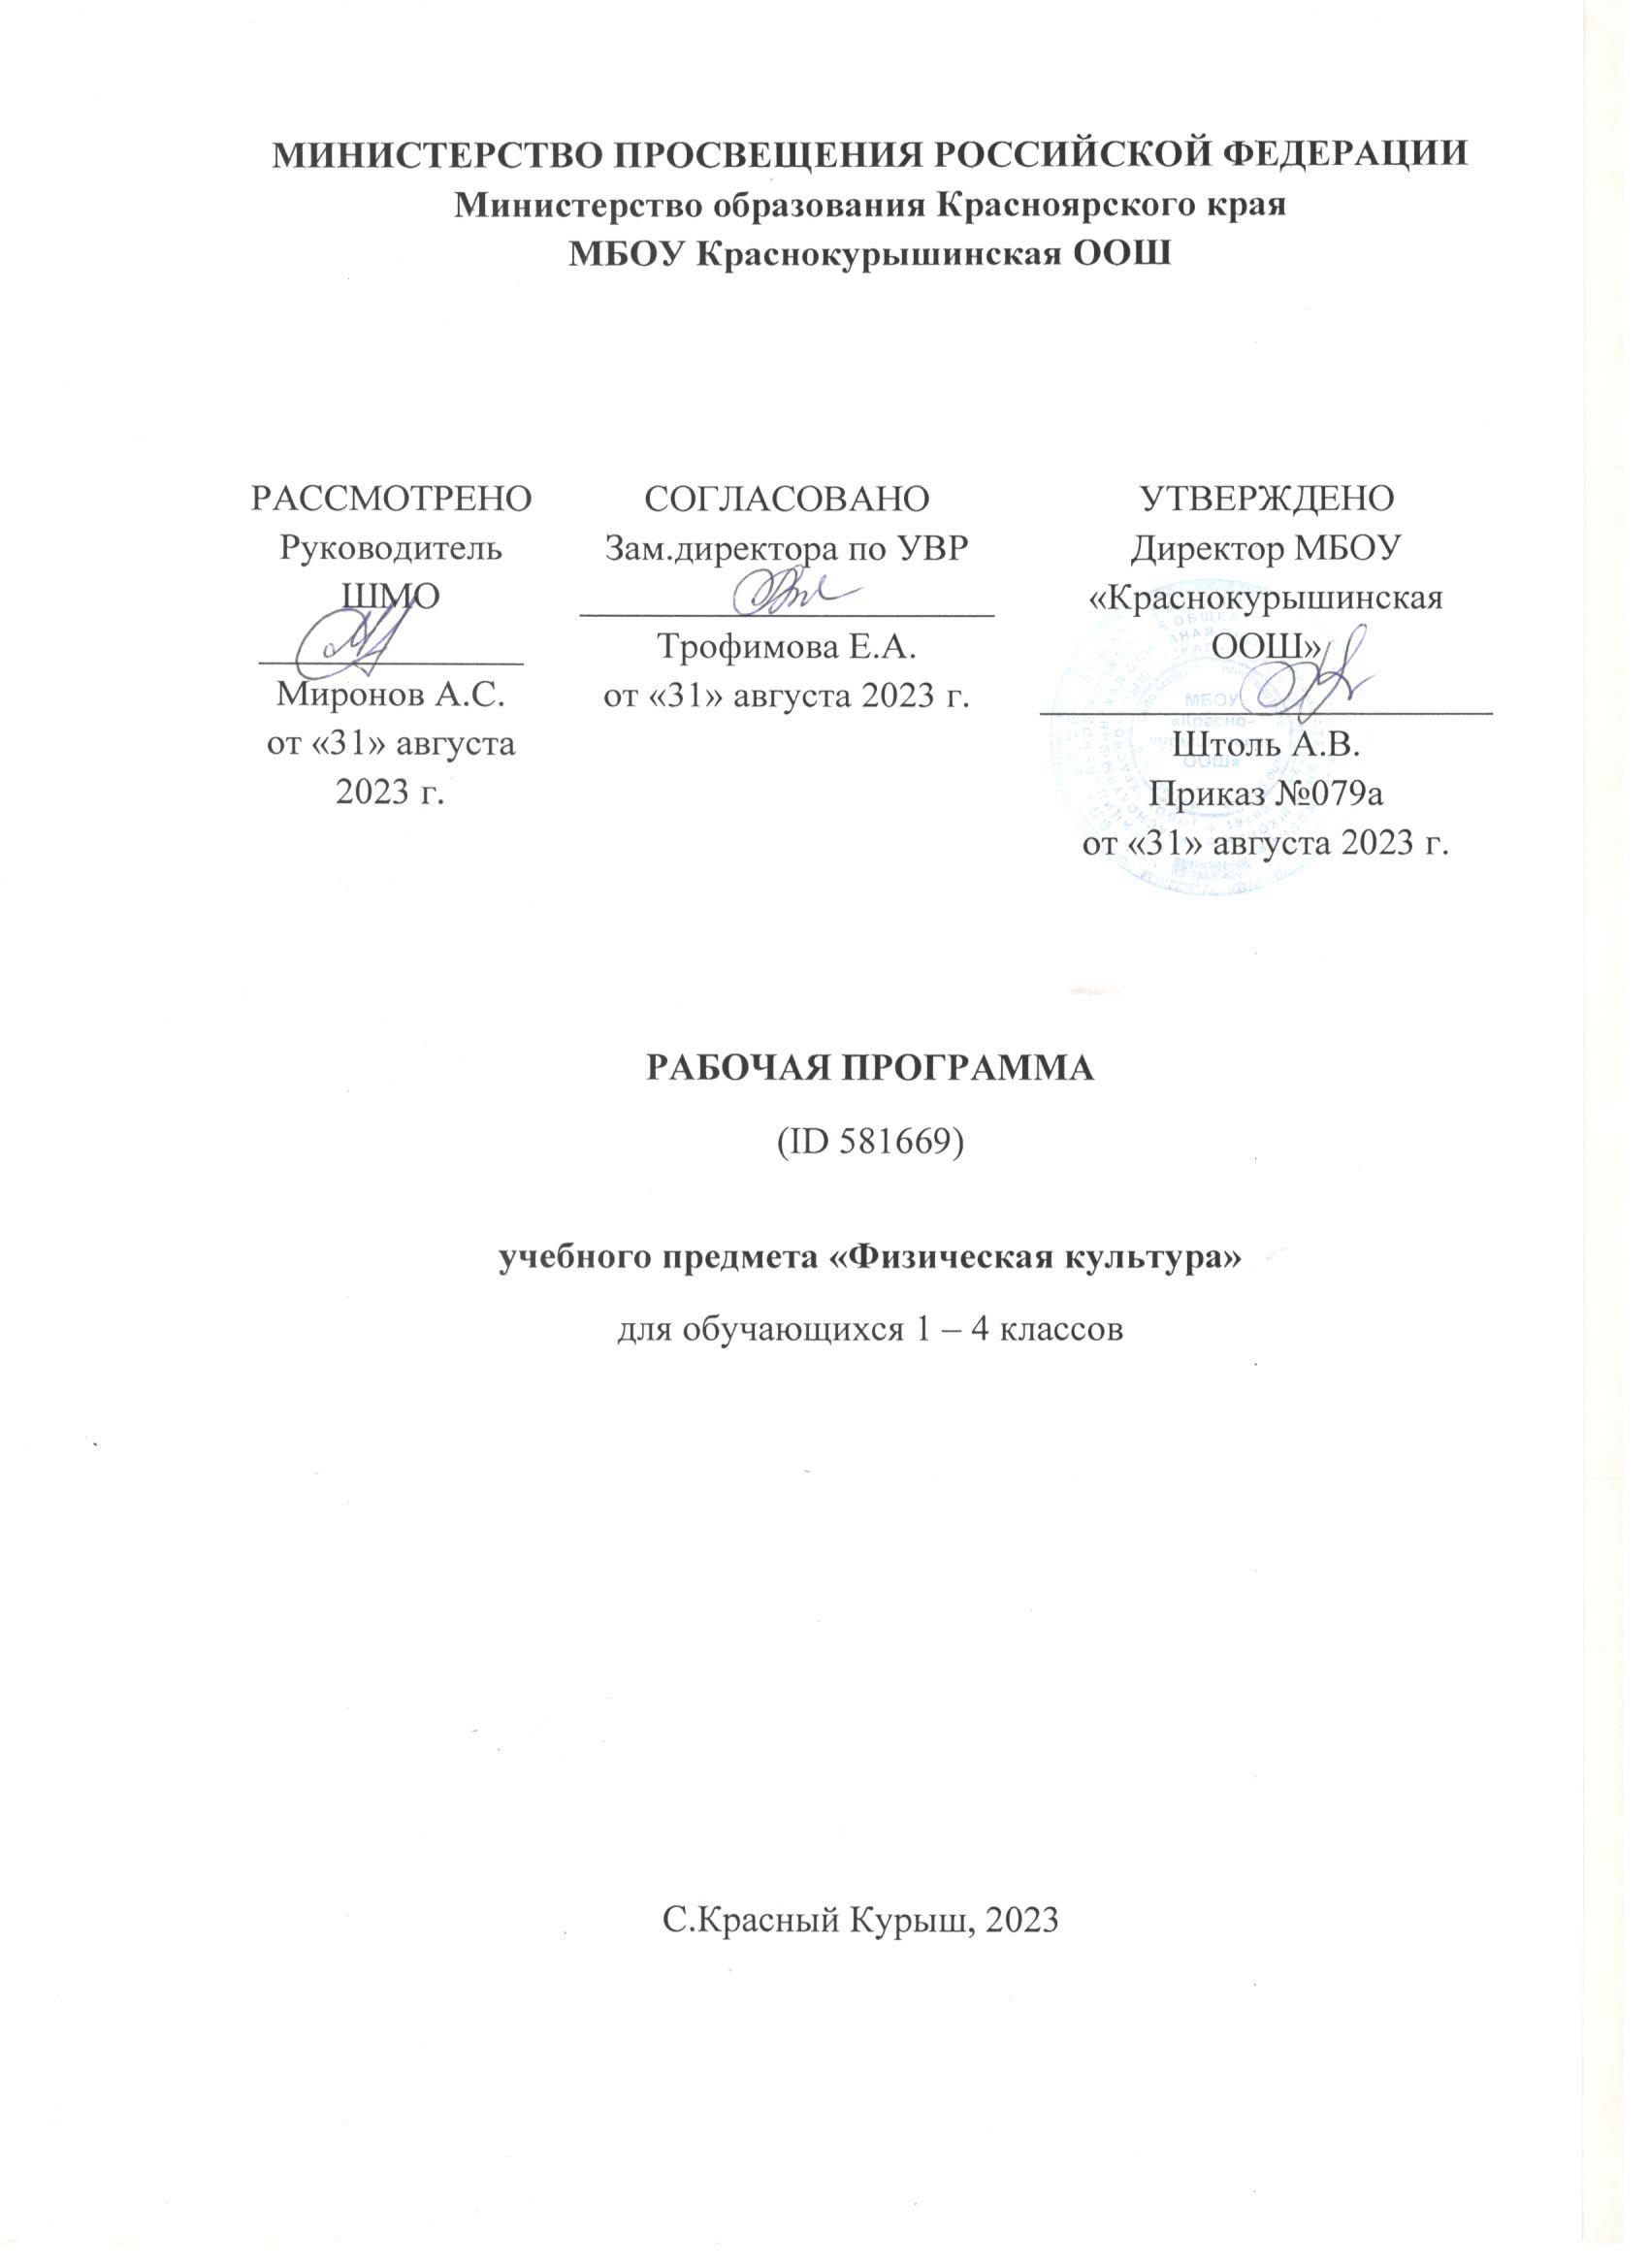 МИНИСТЕРСТВО ПРОСВЕЩЕНИЯ РОССИЙСКОЙ ФЕДЕРАЦИИ
Министерство образования Красноярского края
МБОУ Краснокурышинская ООШ
РАССМОТРЕНО
Руководитель
ШМО
Миронов А.С.
от «31» августа
2023 г.
СОГЛАСОВАНО
Зам.директора по УВР
Трофимова Е.А.
от «31» августа 2023 г.
УТВЕРЖДЕНО
Директор МБОУ
«Краснокурышинская
ООШ»
Штоль А.В.
Приказ №079а
от «31» августа 2023 г.
МБОУ
«Красно-
ООШ»
РАБОЧАЯ ПРОГРАММА
(ID 581669)
учебного предмета «Физическая культура»
для обучающихся 1 – 4 классов
С.Красный Курыш, 2023